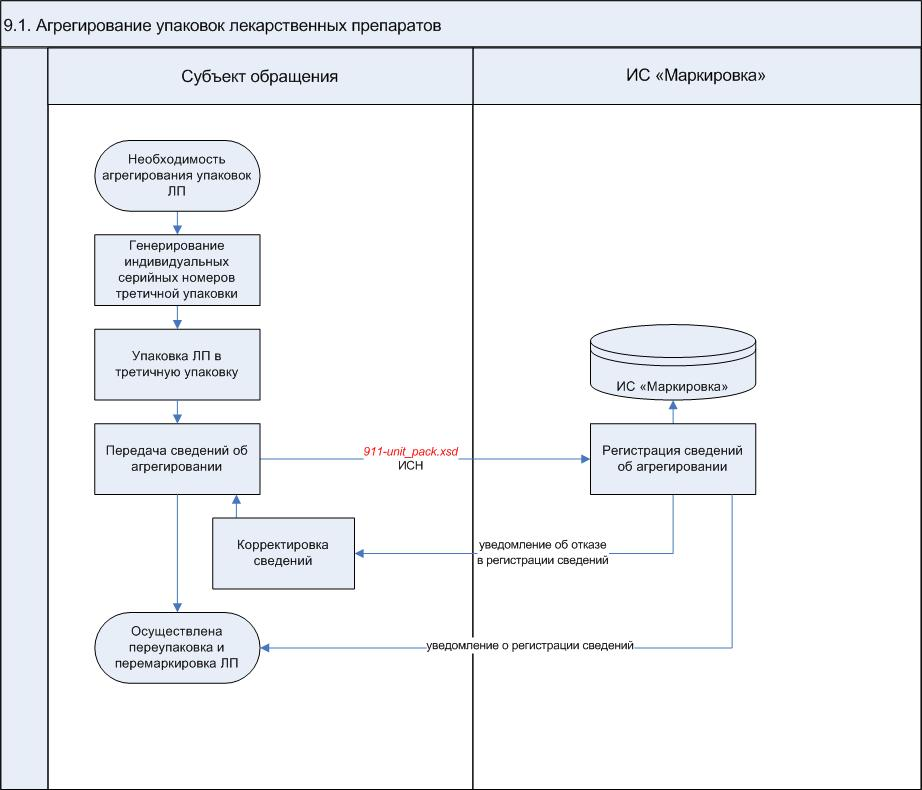 9.1. Агрегирование упаковок лекарственных препаратов
Субъект обращения
ИС «Маркировка»
Необходимость
агрегирования упаковок
ЛП
Генерирование
индивидуальных
серийных номеров
третичной упаковки
Упаковка ЛП в
третичную упаковку
ИС «Маркировка»
Передача сведений об
агрегировании
911-unit_pack.xsd
ИСН
Регистрация сведений
об агрегировании
Корректировка
сведений
уведомление об отказе
в регистрации сведений
Осуществлена
переупаковка и
перемаркировка ЛП
уведомление о регистрации сведений